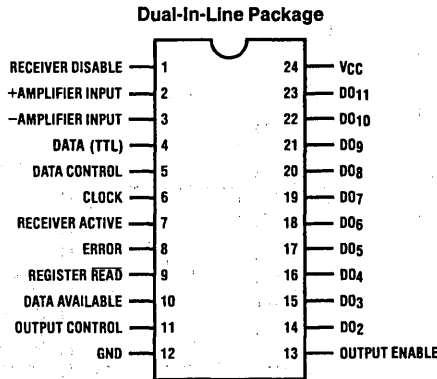 Dual-In-Line Package
RECEIVER DISABLE 1 24 VCC
+AMPLIFIER INPUT 2 23 DO11
−AMPLIFIER INPUT 3 22 DO10
DATA (TTL) 4 21 DO9
DATA CONTROL 5 20 DO8
CLOCK 6 19 DO7
RECEIVER ACTIVE 7 18 DO6
ERROR 8 17 DO5
REGISTER READ 9 16 DO4
DATA AVAILABLE 10 15 DO3
OUTPUT CONTROL 11 14 DO2
GND 12 13 OUTPUT ENABLE